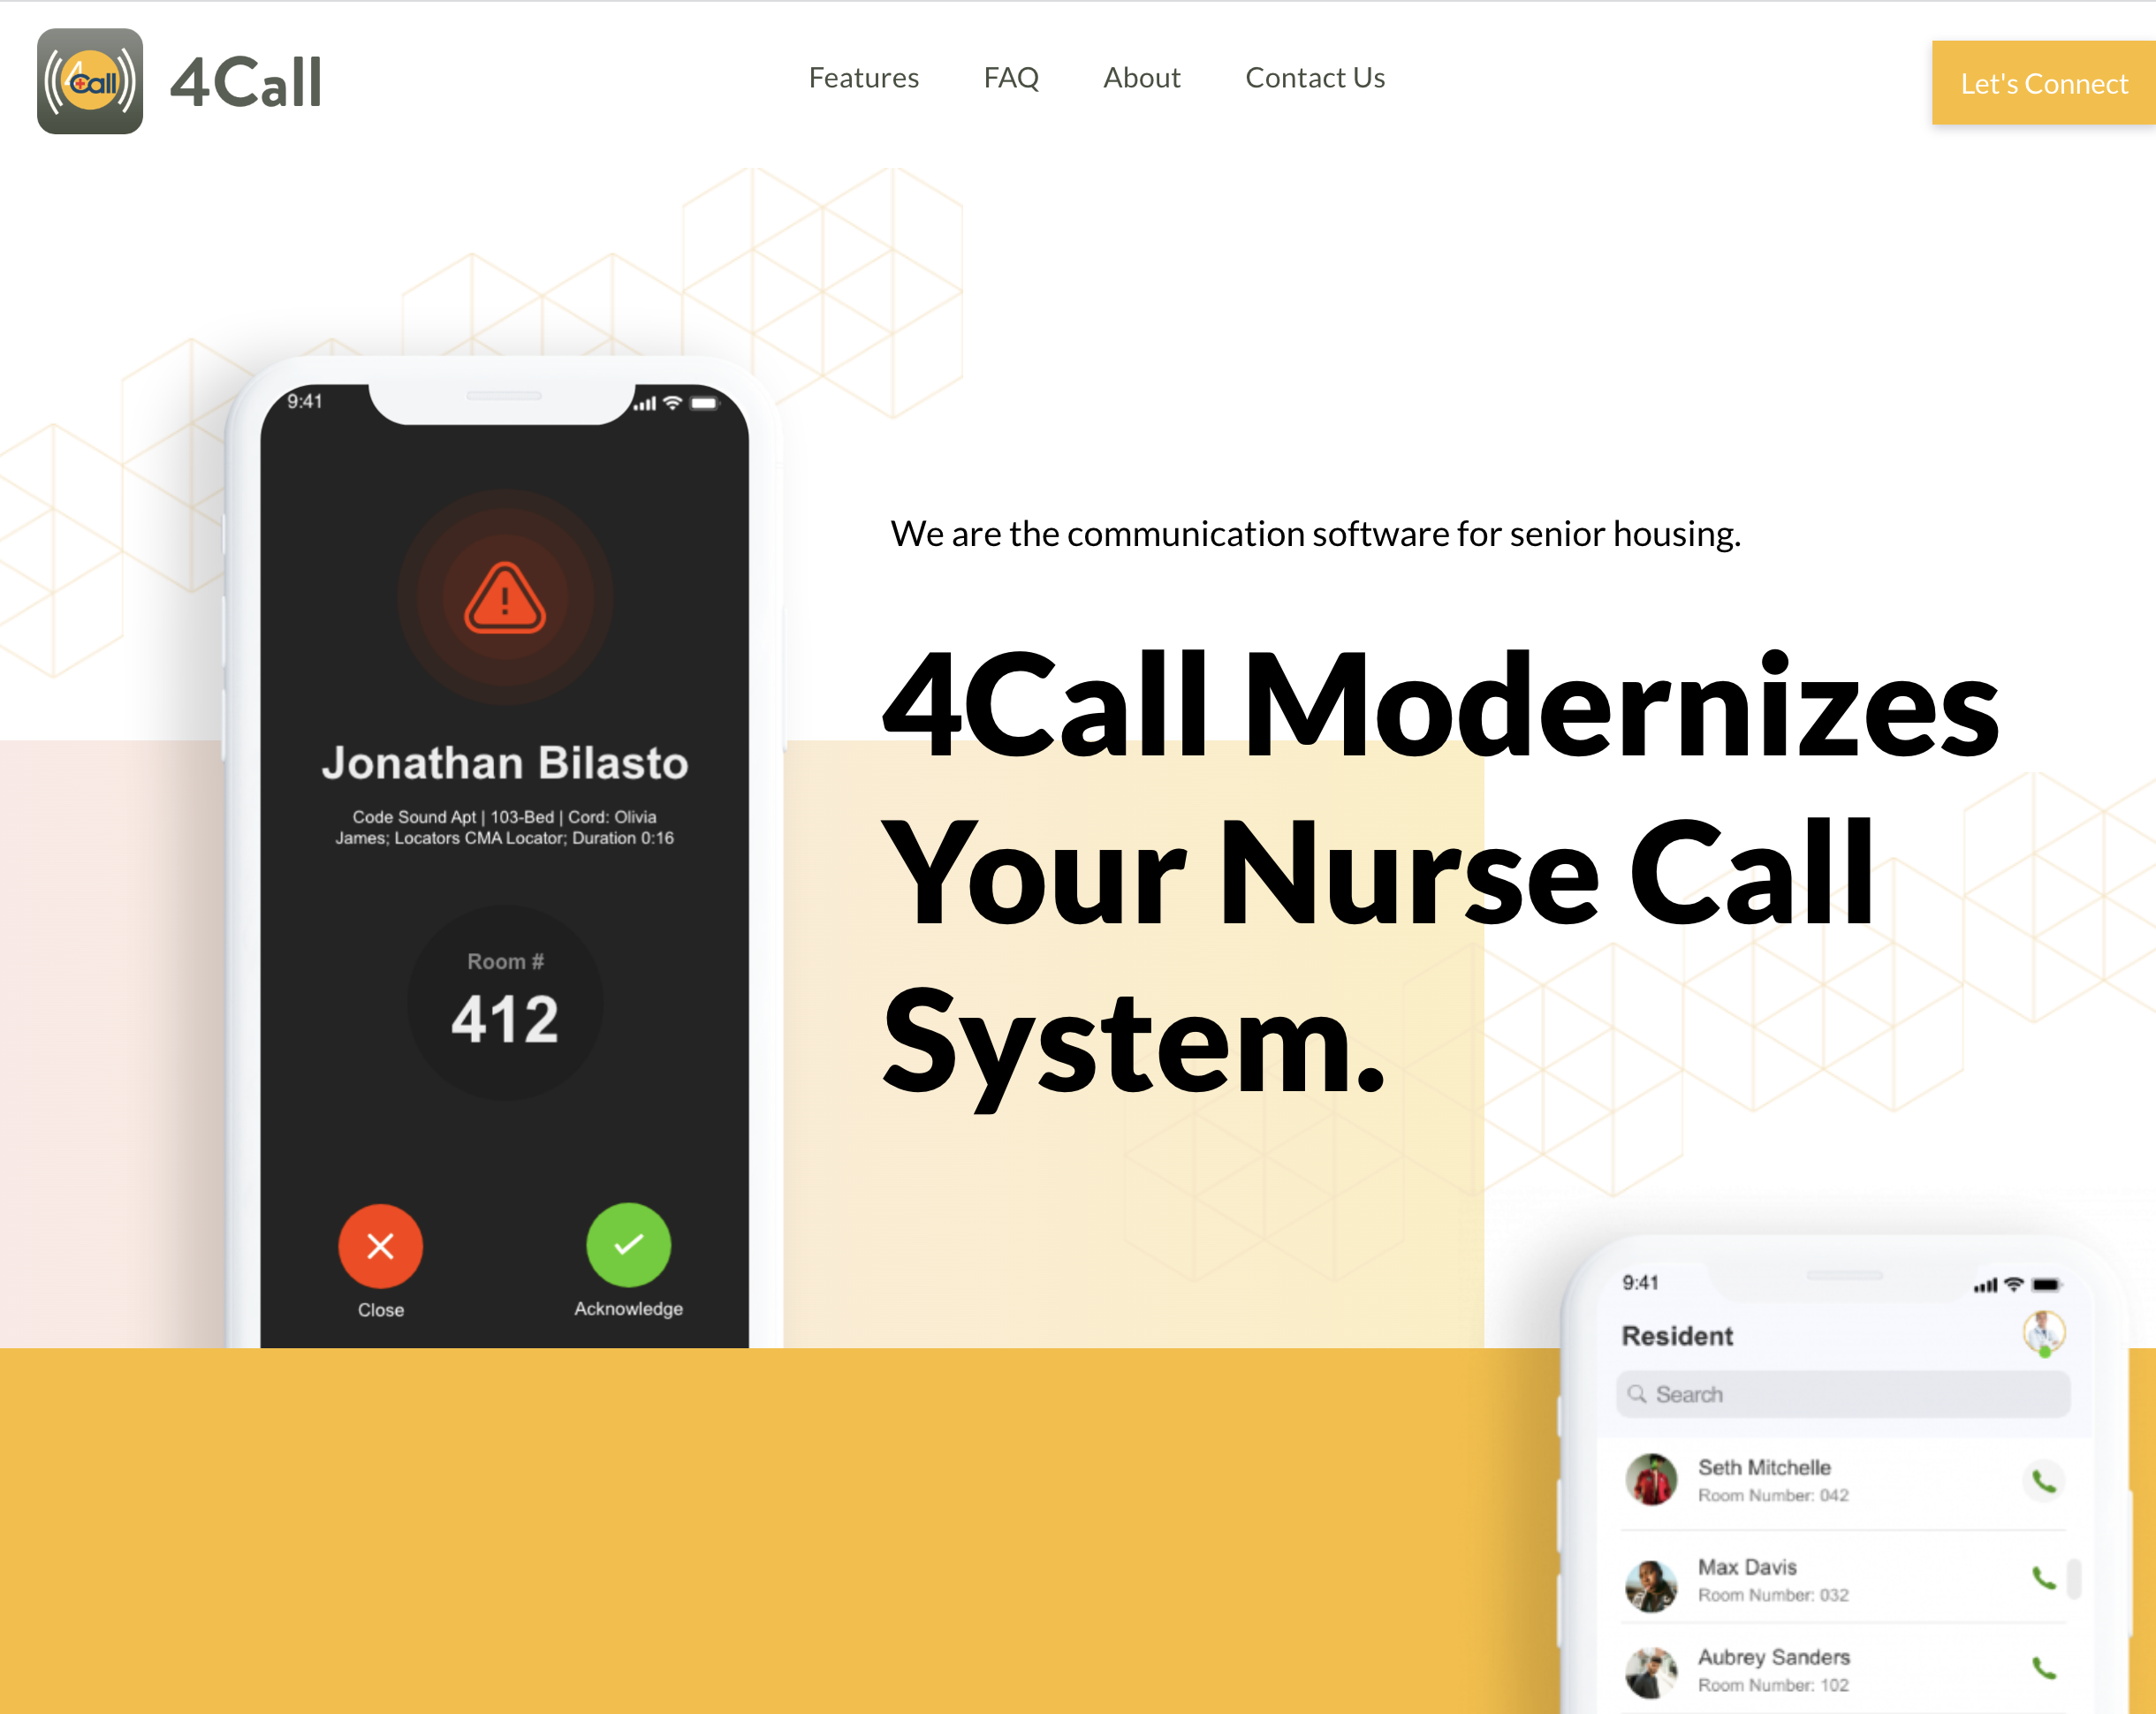 4Call
4Call
Features
FAQ
About
Contact Us
Let's Connect
9:41
Jonathan Bilasto
Code Sound Apt | 103-Bed | Cord: Olivia
James; Locators CMA Locator; Duration 0:16
Room #
412
Close
Acknowledge
We are the communication software for senior housing.
4Call Modernizes
Your Nurse Call
System.
9:41
Resident
Search
Seth Mitchelle
Room Number: 042
Max Davis
Room Number: 032
Aubrey Sanders
Room Number: 102